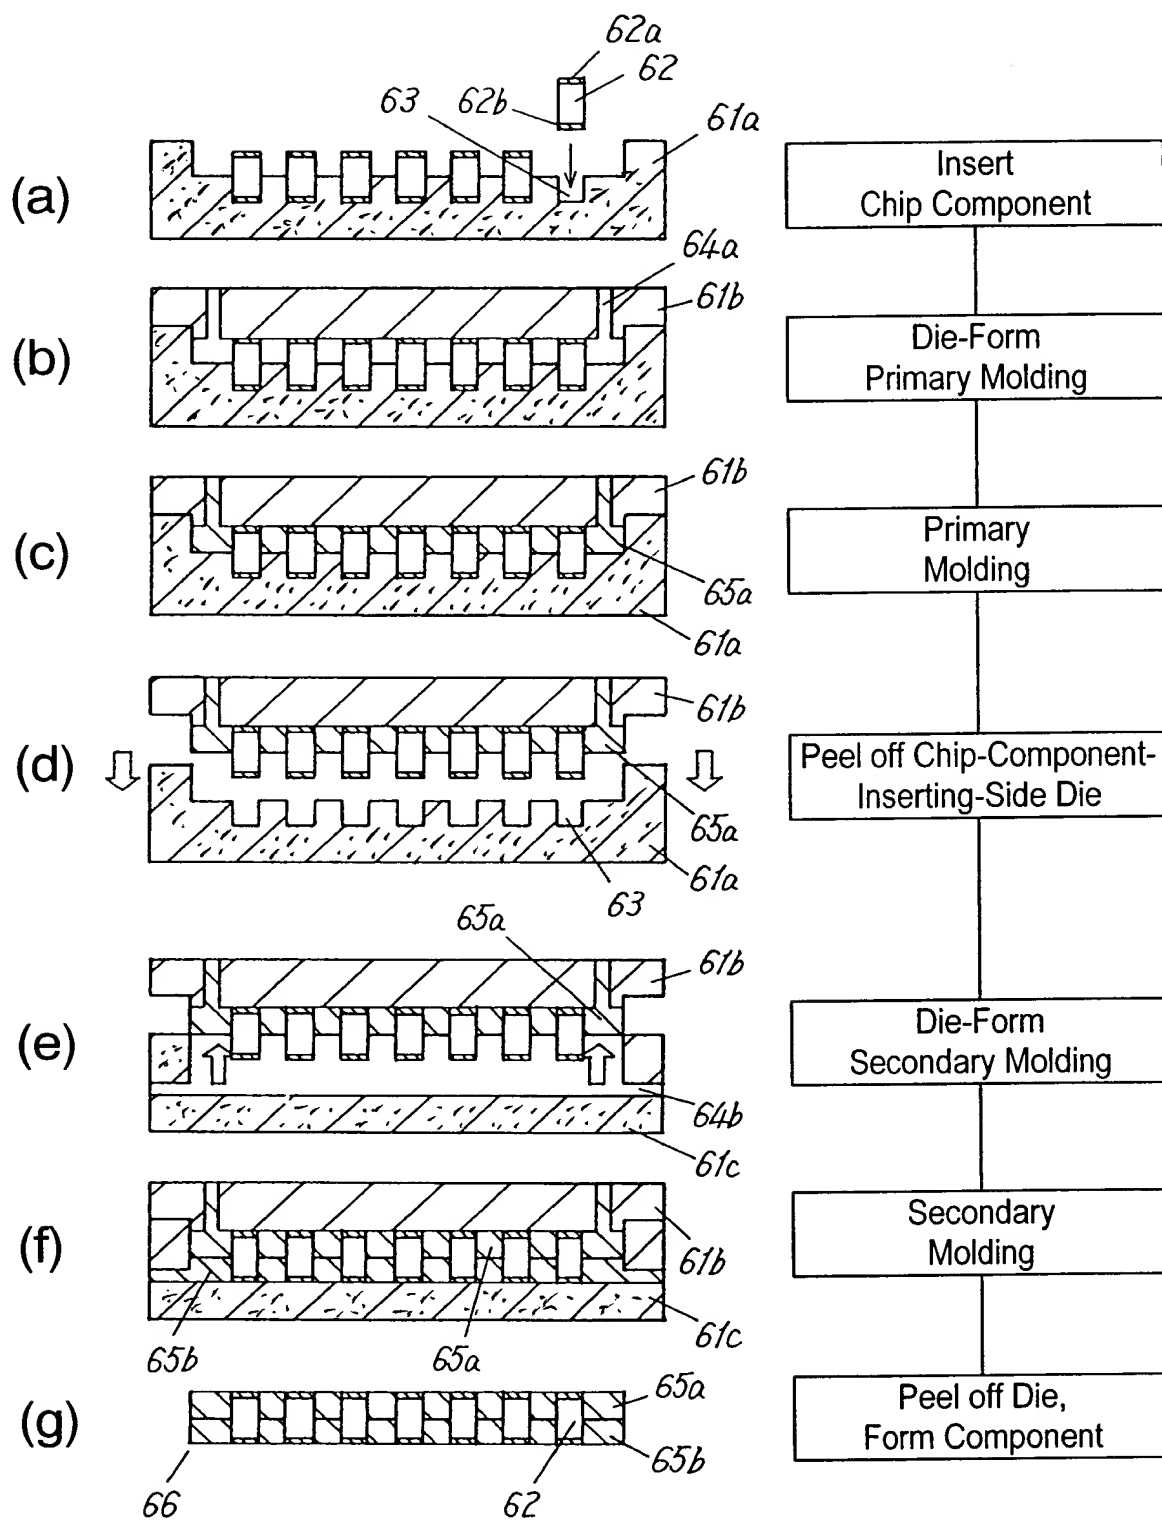 62a
62
63
62b
61a
(a)
Insert
Chip Component
64a
61b
(b)
Die-Form
Primary Molding
61b
(c)
Primary
Molding
65a
61a
61b
(d)
Peel off Chip-Component-
Inserting-Side Die
65a
61a
63
65a
61b
(e)
Die-Form
Secondary Molding
64b
61c
(f)
Secondary
Molding
61b
61c
65b
65a
65a
(g)
Peel off Die,
Form Component
65b
66
62